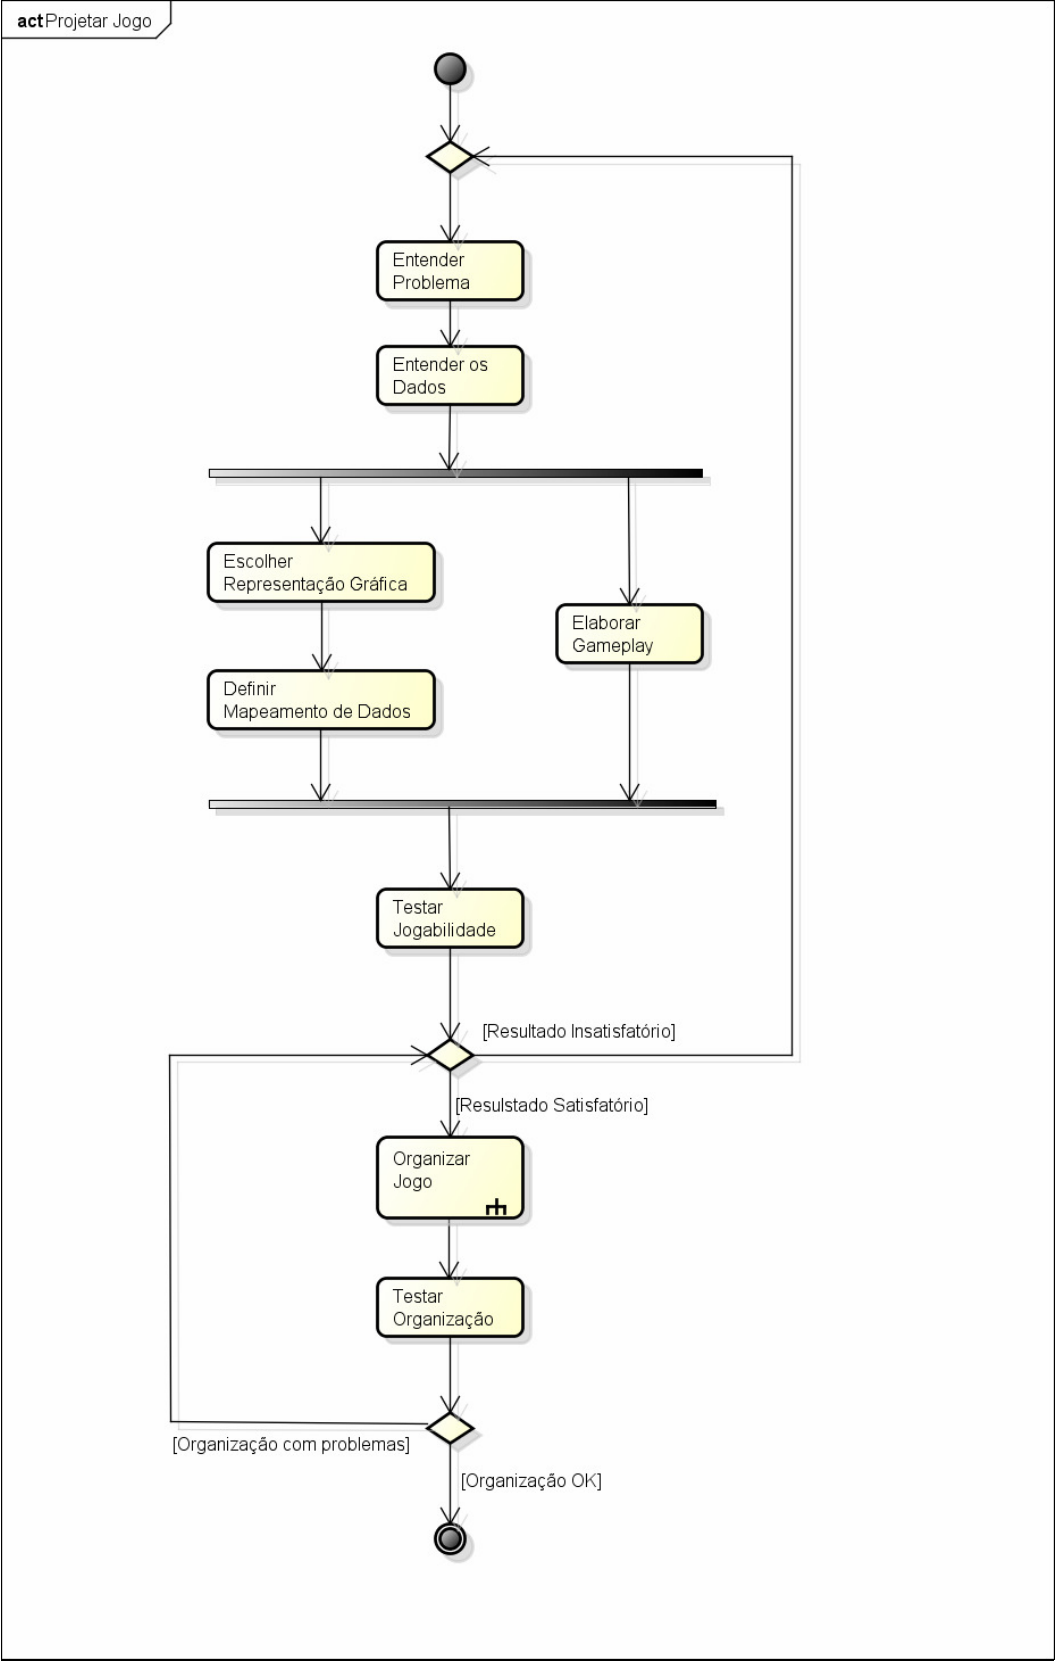 act Projetar Jogo
Entender
Problema
Entender os
Dados
Escolher
Representação Gráfica
Elaborar
Gameplay
Definir
Mapeamento de Dados
Testar
Jogabilidade
[Resultado Insatisfatório]
[Resulstado Satisfatório]
Organizar
Jogo
Testar
Organização
[Organização com problemas]
[Organização OK]